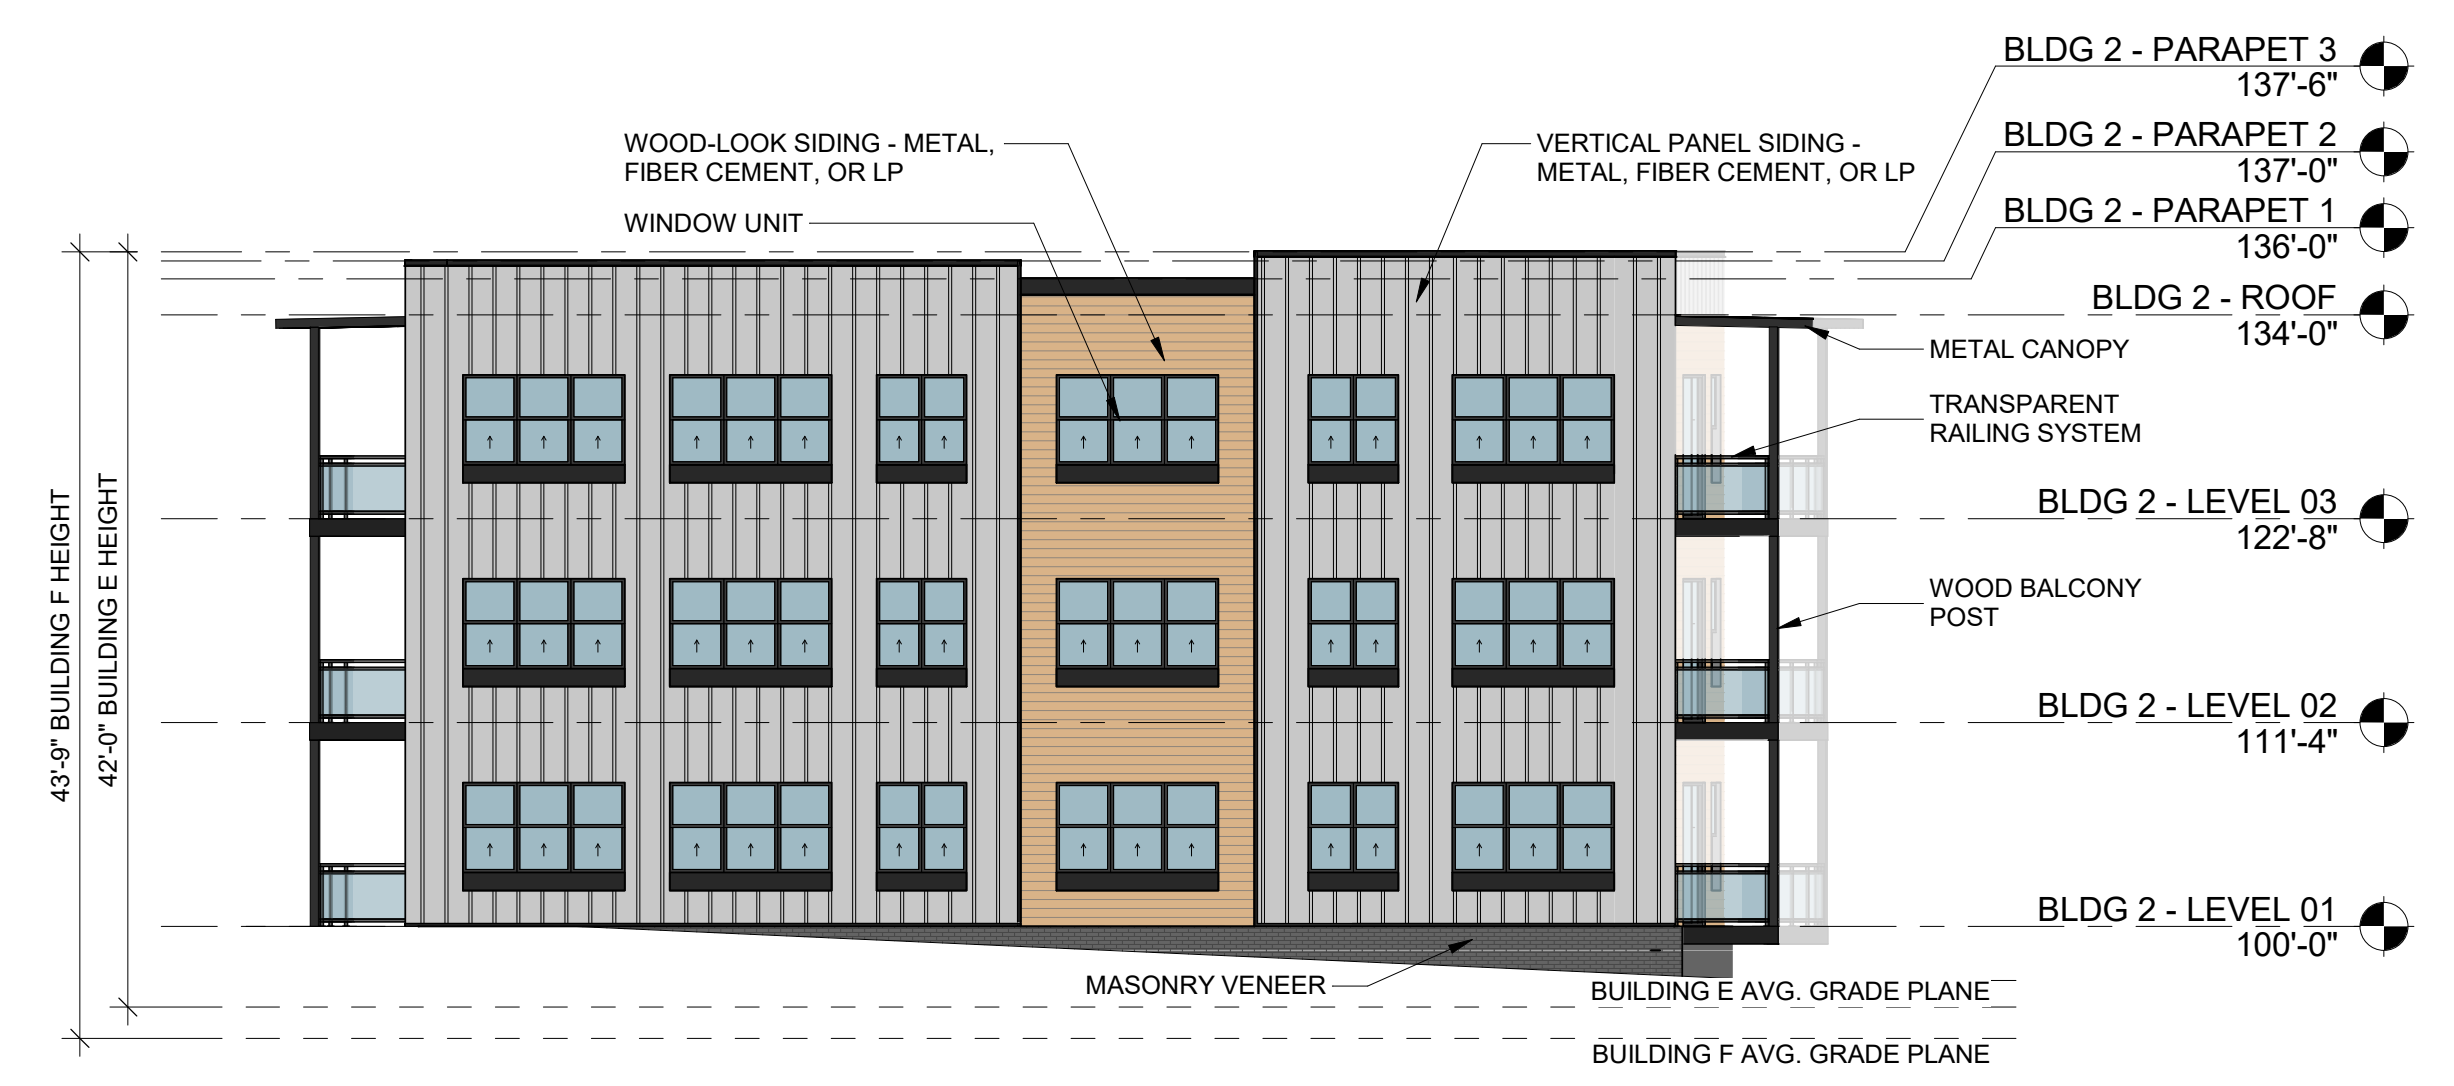 BLDG 2 - PARAPET 3
137'-6"
BLDG 2 - PARAPET 2
137'-0"
BLDG 2 - PARAPET 1
136'-0"
BLDG 2 - ROOF
134'-0"
WOOD-LOOK SIDING - METAL,
FIBER CEMENT, OR LP
WINDOW UNIT
VERTICAL PANEL SIDING -
METAL, FIBER CEMENT, OR LP
METAL CANOPY
TRANSPARENT
RAILING SYSTEM
BLDG 2 - LEVEL 03
122'-8"
WOOD BALCONY
POST
BLDG 2 - LEVEL 02
111'-4"
BLDG 2 - LEVEL 01
100'-0"
43'-9" BUILDING F HEIGHT
42'-0" BUILDING E HEIGHT
MASONRY VENEER
BUILDING E AVG. GRADE PLANE
BUILDING F AVG. GRADE PLANE